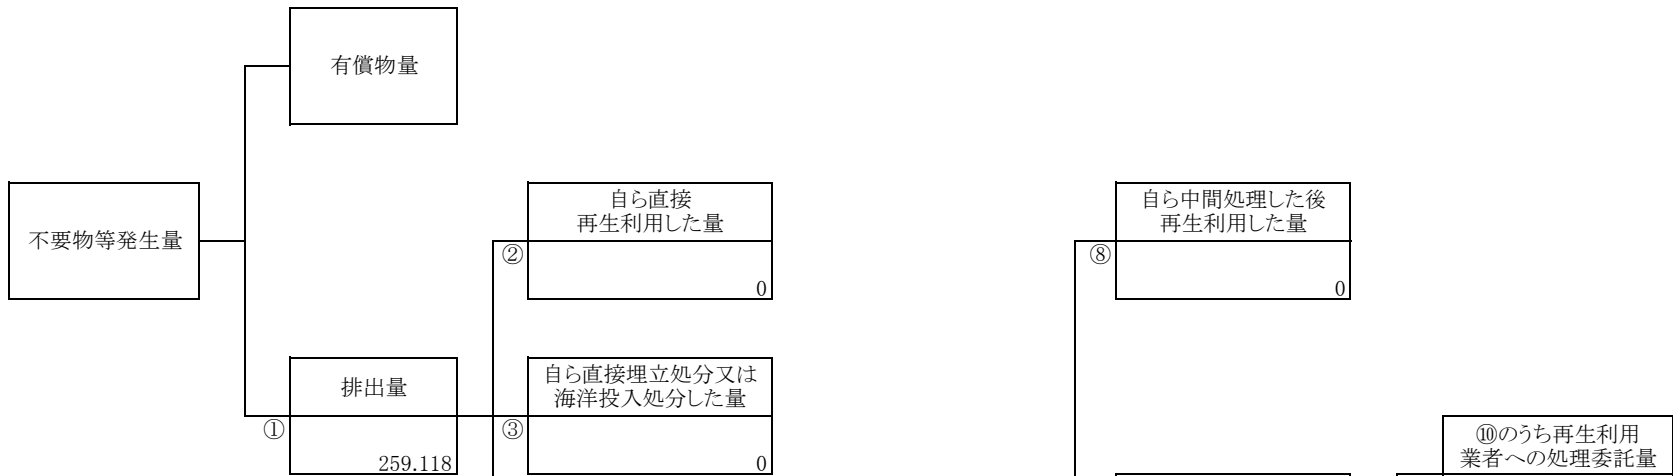 有償物量
不要物等発生量
自ら直接
再生利用した量
②
0
自ら中間処理した後
再生利用した量
⑧
0
排出量
①
259.118
自ら直接埋立処分又は
海洋投入処分した量
③
0
⑩のうち再生利用
業者への処理委託量